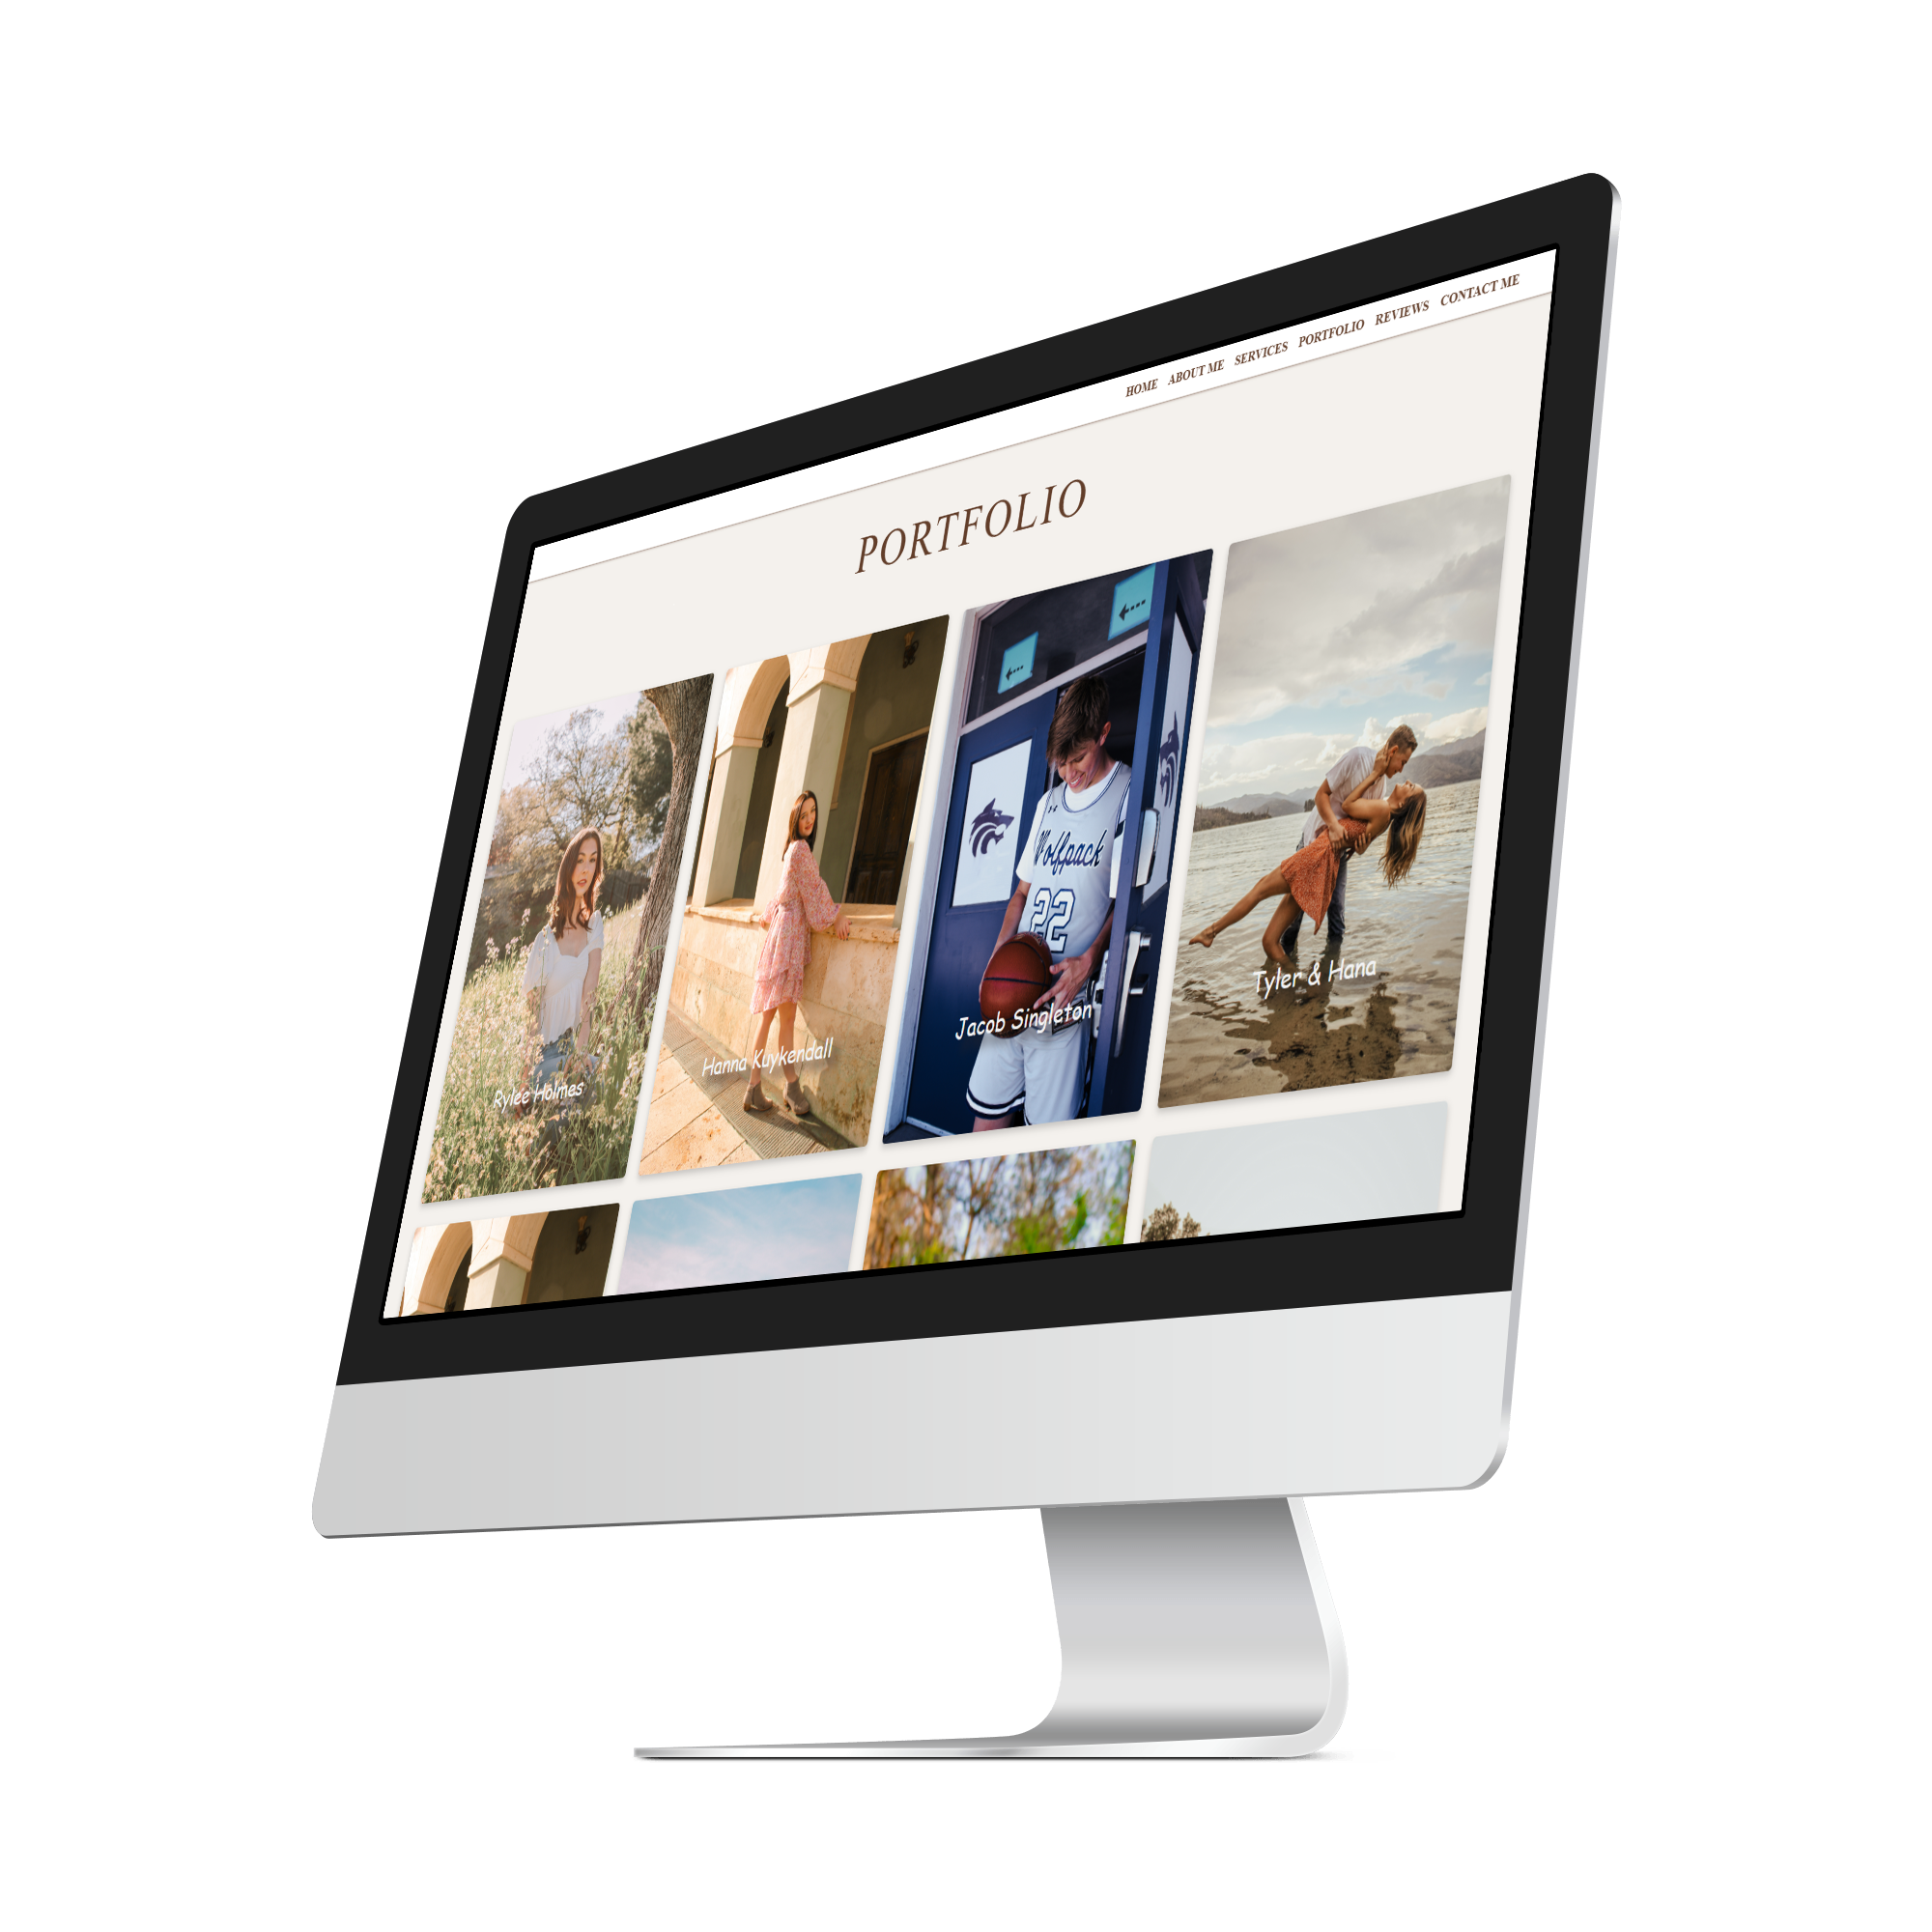 HOME ABOUT ME SERVICES PORTFOLIO REVIEWS CONTACT ME
PORTFOLIO
Wolfpack
22
Rylee Holmes
Hanna Kuykendall
Jacob Singleton
Tyler & Hana